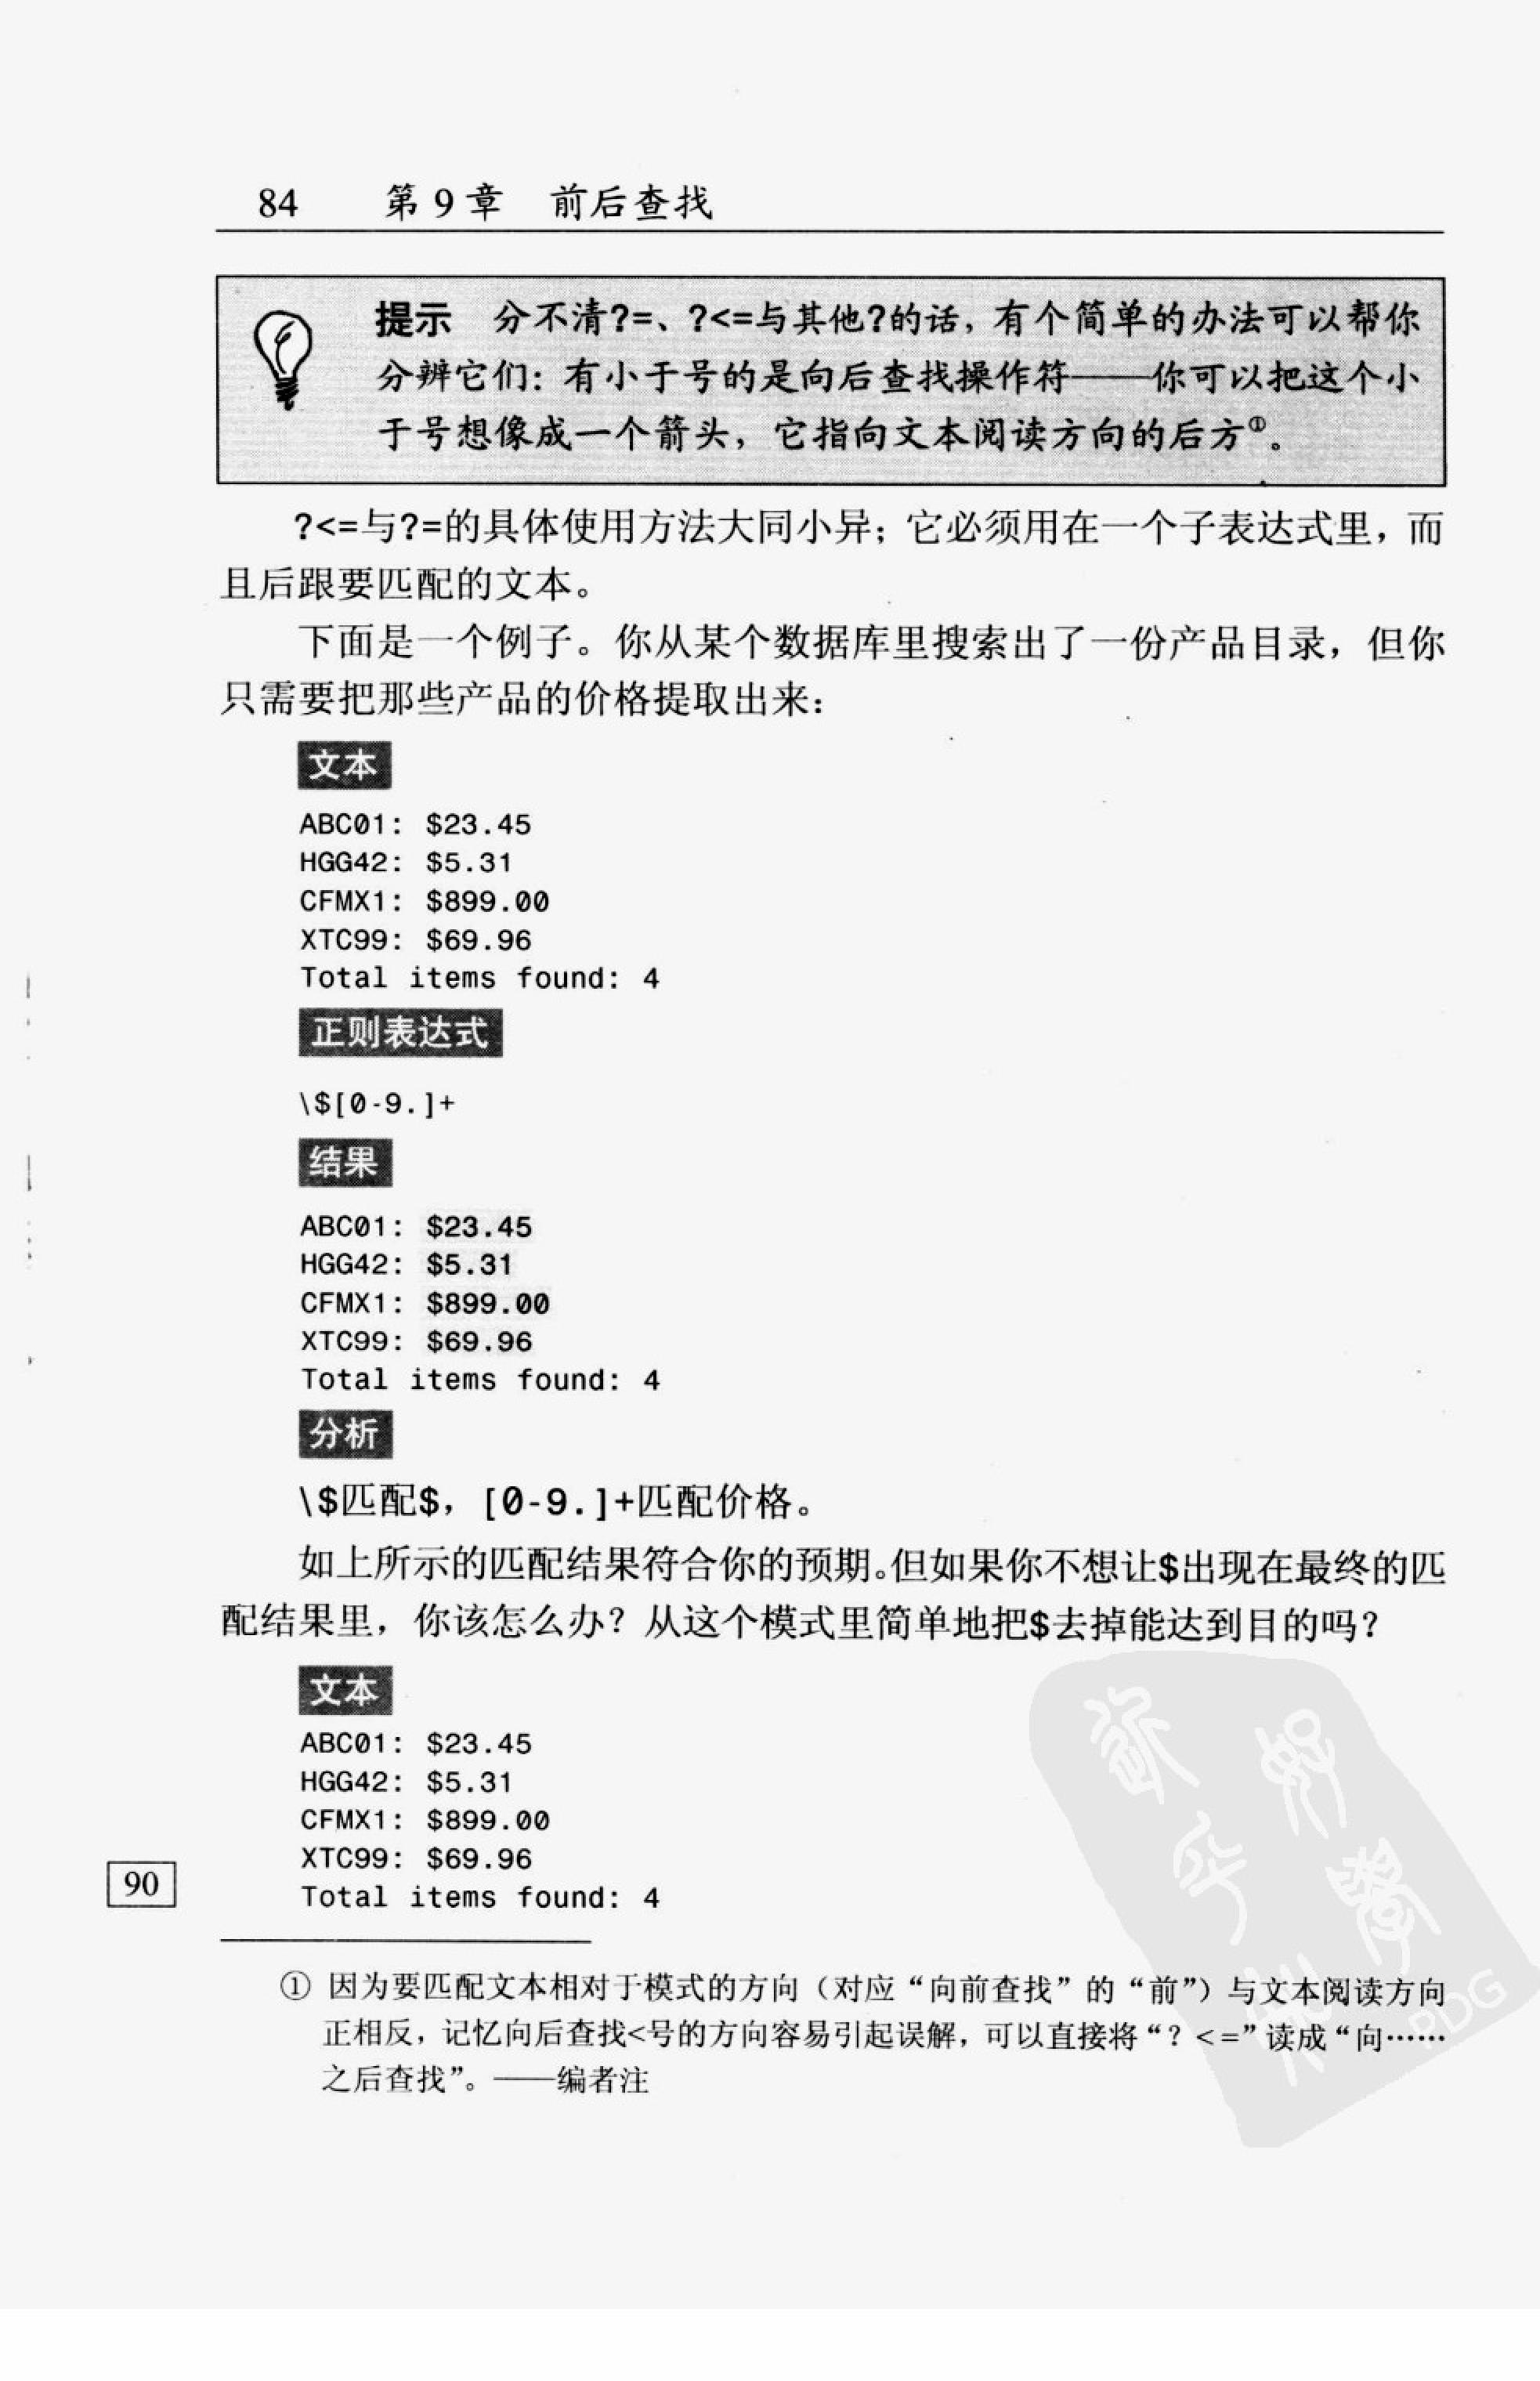 84 第9章 前后查找
提示 分不清?=、?<=与其他?的话，有个简单的办法可以帮你
分辨它们：有小于号的是向后查找操作符——你可以把这个小
于号想像成一个箭头，它指向文本阅读方向的后方①。
?<=与?=的具体使用方法大同小异；它必须用在一个子表达式里，而
且后跟要匹配的文本。
下面是一个例子。你从某个数据库里搜索出了一份产品目录，但你
只需要把那些产品的价格提取出来：
文本
ABC01: $23.45
HGG42: $5.31
CFMX1: $899.00
XTC99: $69.96
Total items found: 4
正则表达式
\$[0-9.]+
结果
ABC01: $23.45
HGG42: $5.31
CFMX1: $899.00
XTC99: $69.96
Total items found: 4
分析
\$匹配$，[0-9.]+匹配价格。
如上所示的匹配结果符合你的预期。但如果你不想让$出现在最终的匹
配结果里，你该怎么办？从这个模式里简单地把$去掉能达到目的吗？
文本
ABC01: $23.45
HGG42: $5.31
CFMX1: $899.00
XTC99: $69.96
Total items found: 4
90
① 因为要匹配文本相对于模式的方向（对应“向前查找”的“前”）与文本阅读方向
正相反，记忆向后查找<号的方向容易引起误解，可以直接将“？<=”读成“向……
之后查找”。——编者注
PDG